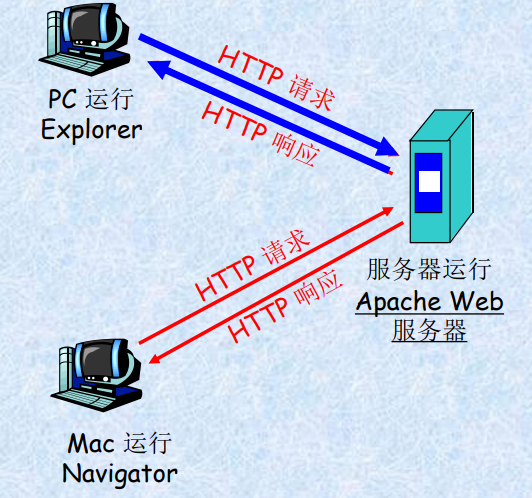 HTTP 请求
HTTP 响应
PC 运行
Explorer
HTTP 请求
HTTP 响应
服务器运行
Apache Web
服务器
Mac 运行
Navigator